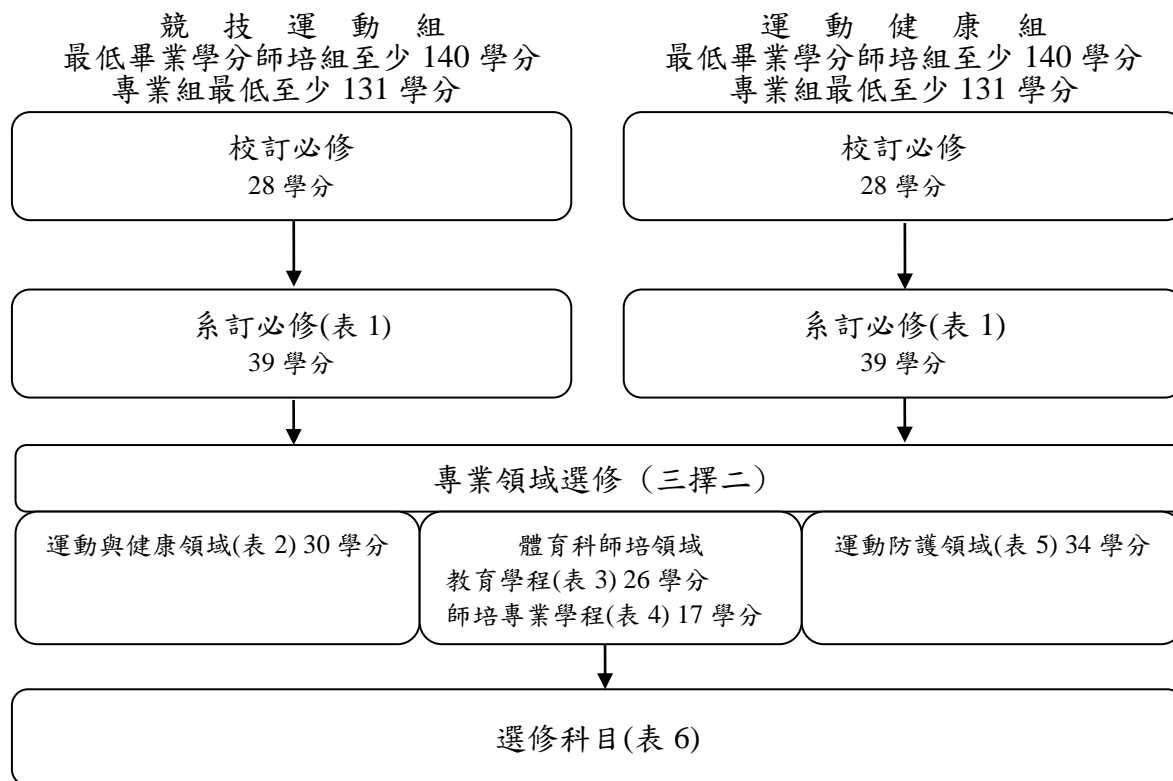 競技運動組
最低畢業學分師培組至少 140 學分
專業組最低至少 131 學分
運動健康組
最低畢業學分師培組至少 140 學分
專業組最低至少 131 學分
校訂必修
28 學分
校訂必修
28 學分
系訂必修(表 1)
39 學分
系訂必修(表 1)
39 學分
專業領域選修（三擇二）
運動與健康領域(表 2) 30 學分
體育科師培領域
教育學程(表 3) 26 學分
師培專業學程(表 4) 17 學分
運動防護領域(表 5) 34 學分
選修科目(表 6)